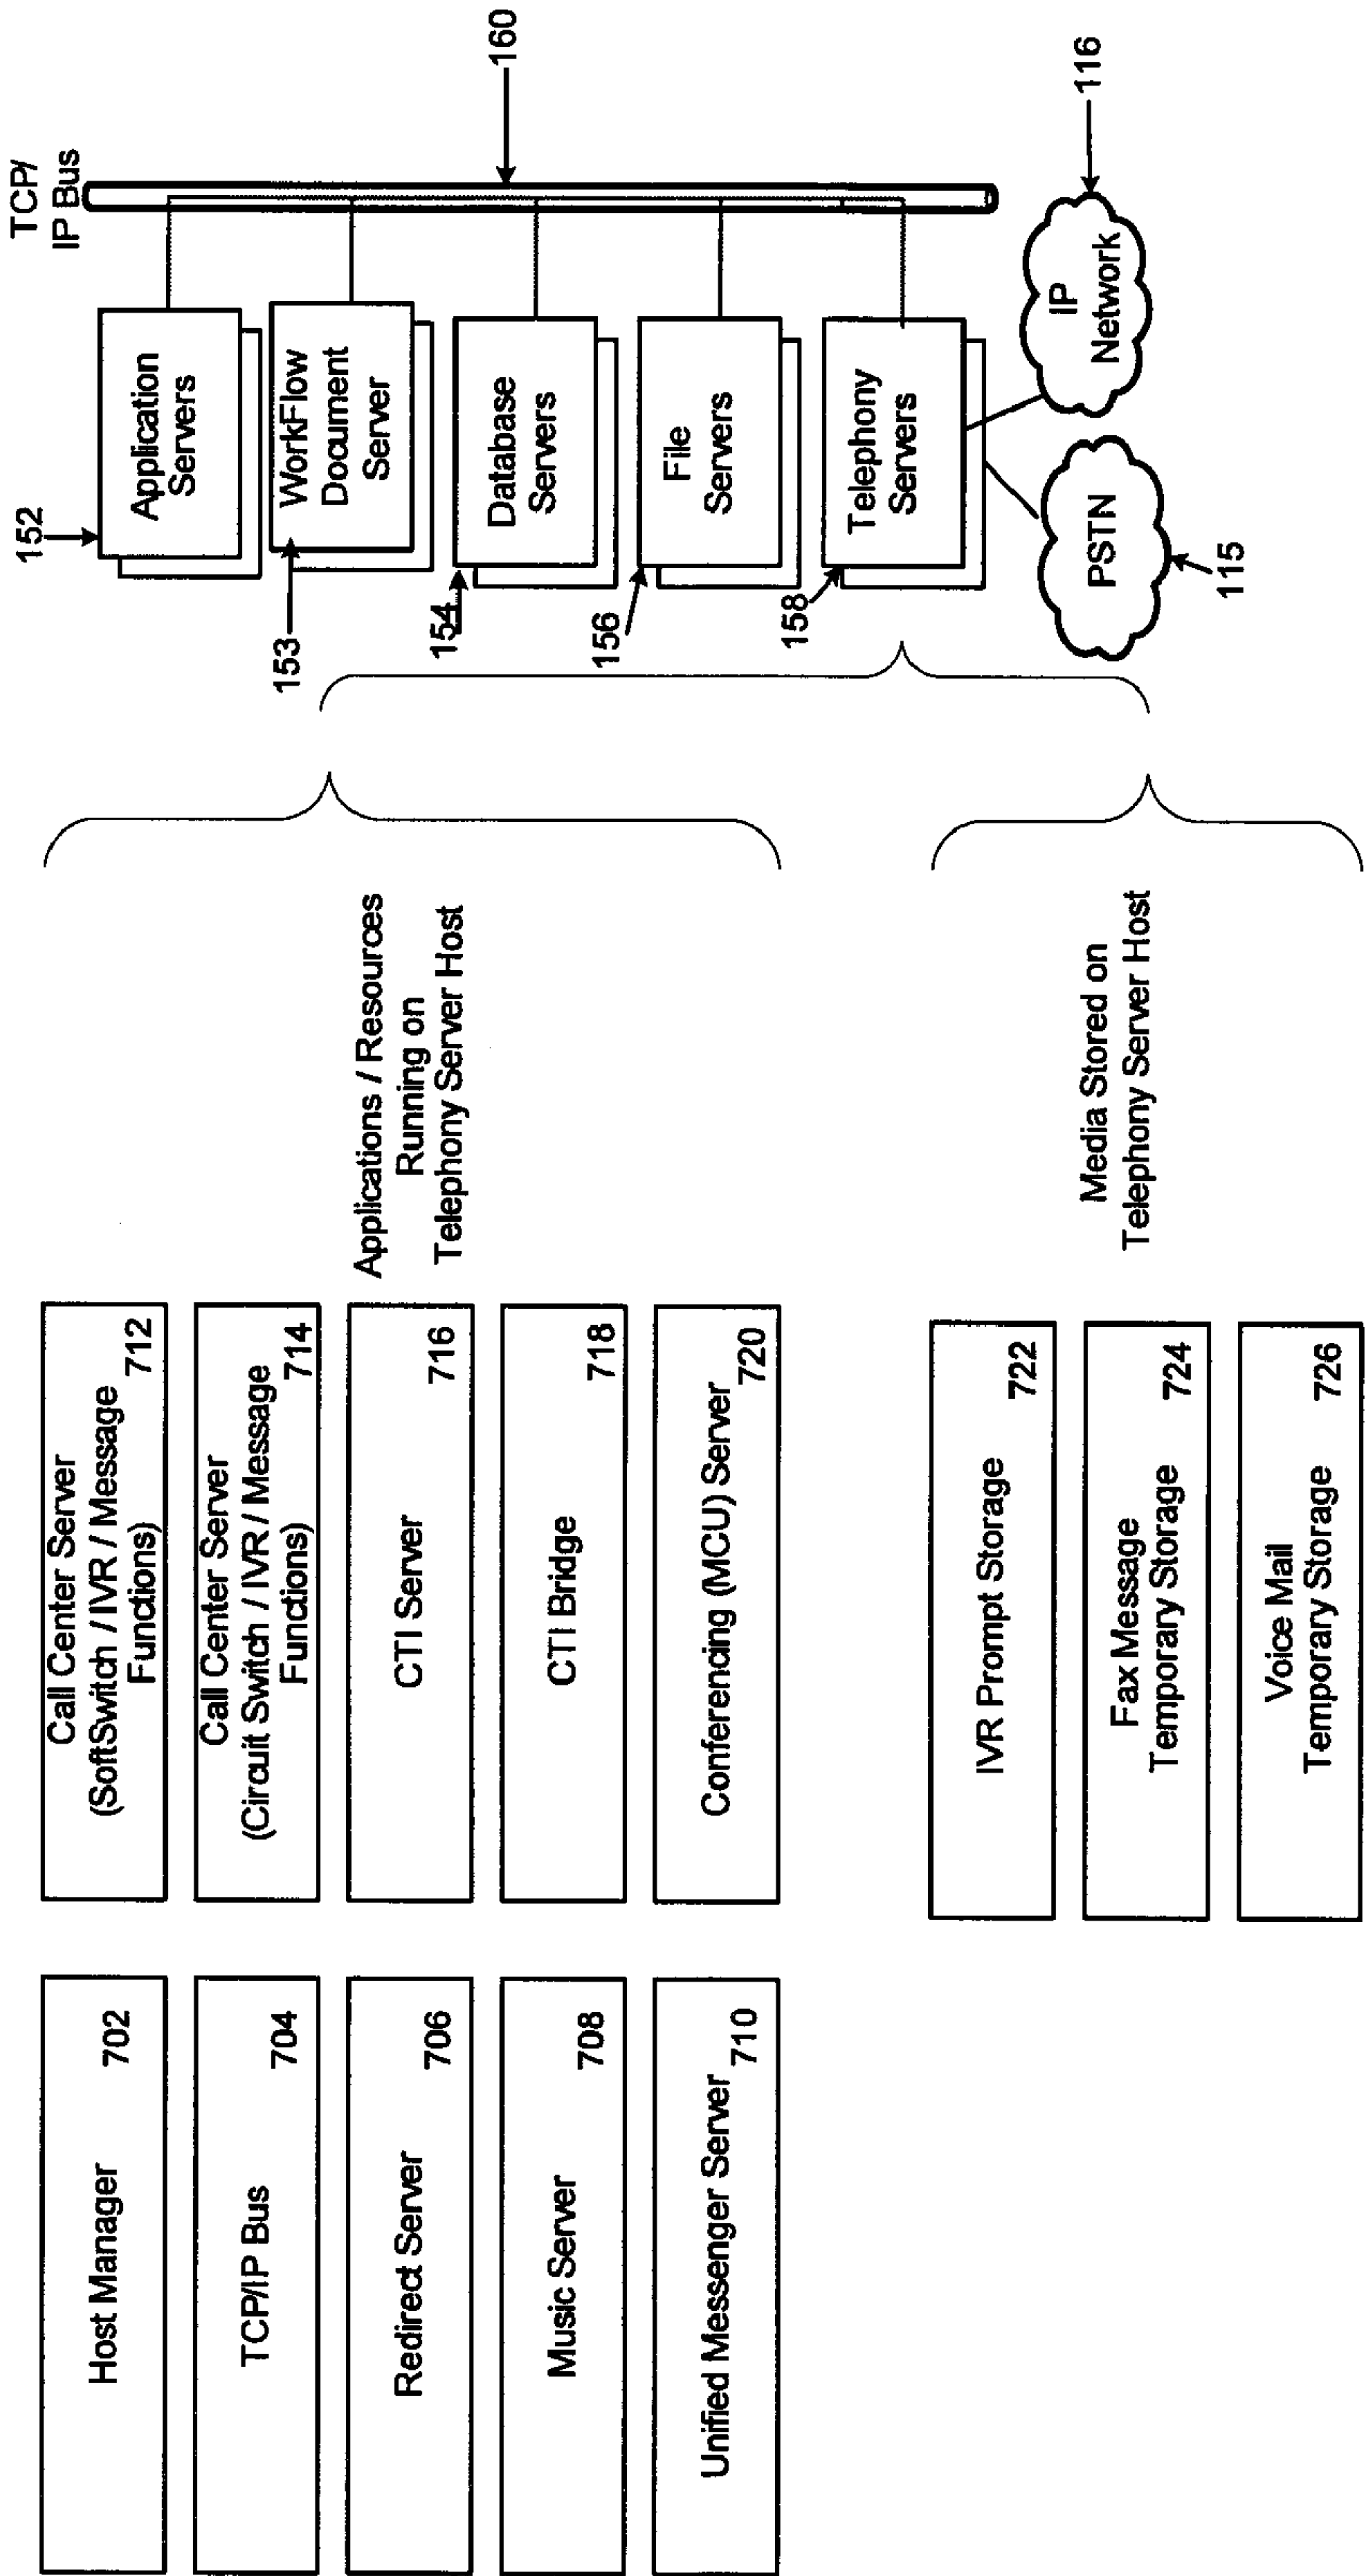 Host Manager
702
TCP/IP Bus
704
Redirect Server
706
Music Server
708
Unified Messenger Server
710
Call Center Server
(SoftSwitch / IVR / Message
Functions)
712
Call Center Server
(Circuit Switch / IVR / Message
Functions)
714
CTI Server
716
CTI Bridge
718
Conferencing (MCU) Server
720
IVR Prompt Storage
722
Fax Message
Temporary Storage
724
Voice Mail
Temporary Storage
726
Applications / Resources
Running on
Telephony Server Host
Media Stored on
Telephony Server Host
152
Application
Servers
153
WorkFlow
Document
Server
154
Database
Servers
156
File
Servers
158
Telephony
Servers
TCP/
IP Bus
160
PSTN
115
IP
Network
116